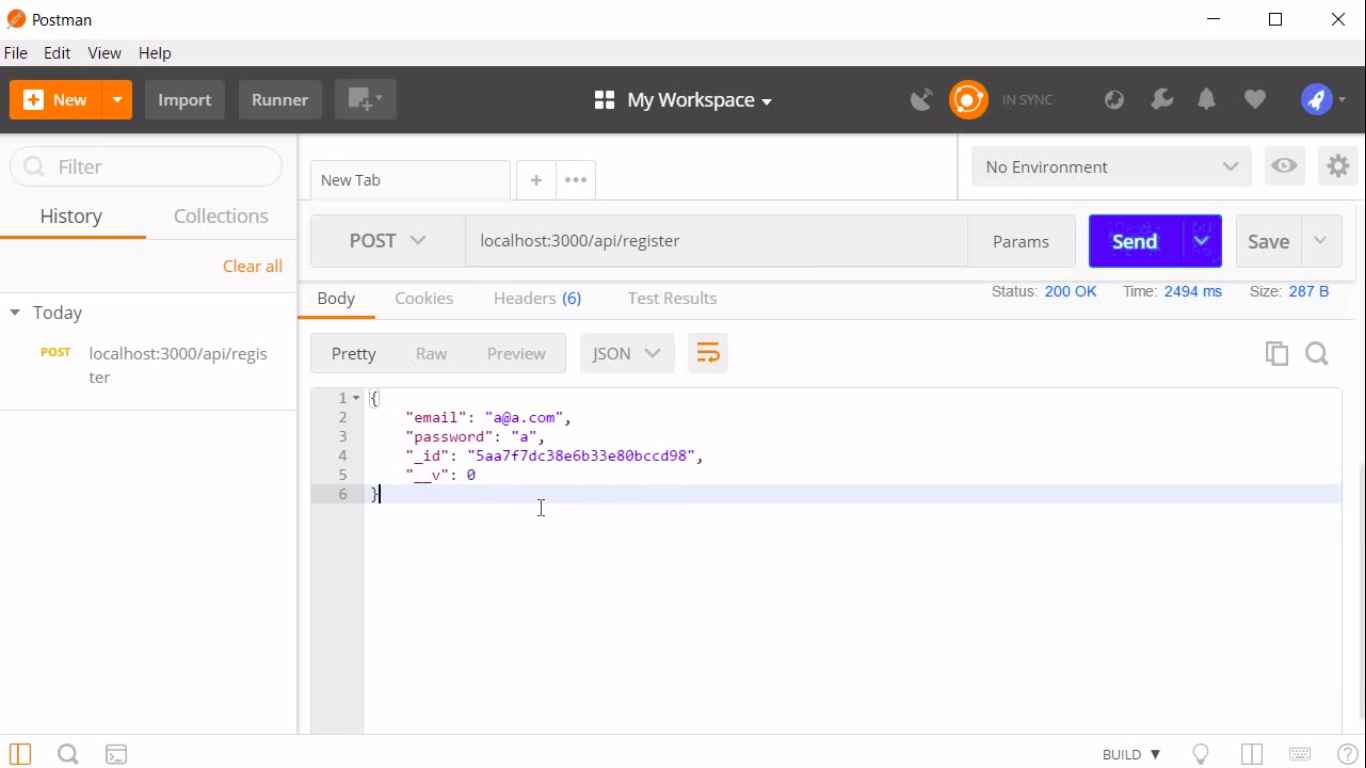 Postman
File Edit View Help
New Import Runner My Workspace IN SYNC
Filter
History Collections
Clear all
Today
POST localhost:3000/api/regis
ter
New Tab + ••• No Environment
POST localhost:3000/api/register Params Send Save
Body Cookies Headers (6) Test Results Status: 200 OK Time: 2494 ms Size: 287 B
Pretty Raw Preview JSON
1 {
2 "email": "a@a.com",
3 "password": "a",
4 "_id": "5aa7f7dc38e6b33e80bccd98",
5 "__v": 0
6 }
BUILD ▼